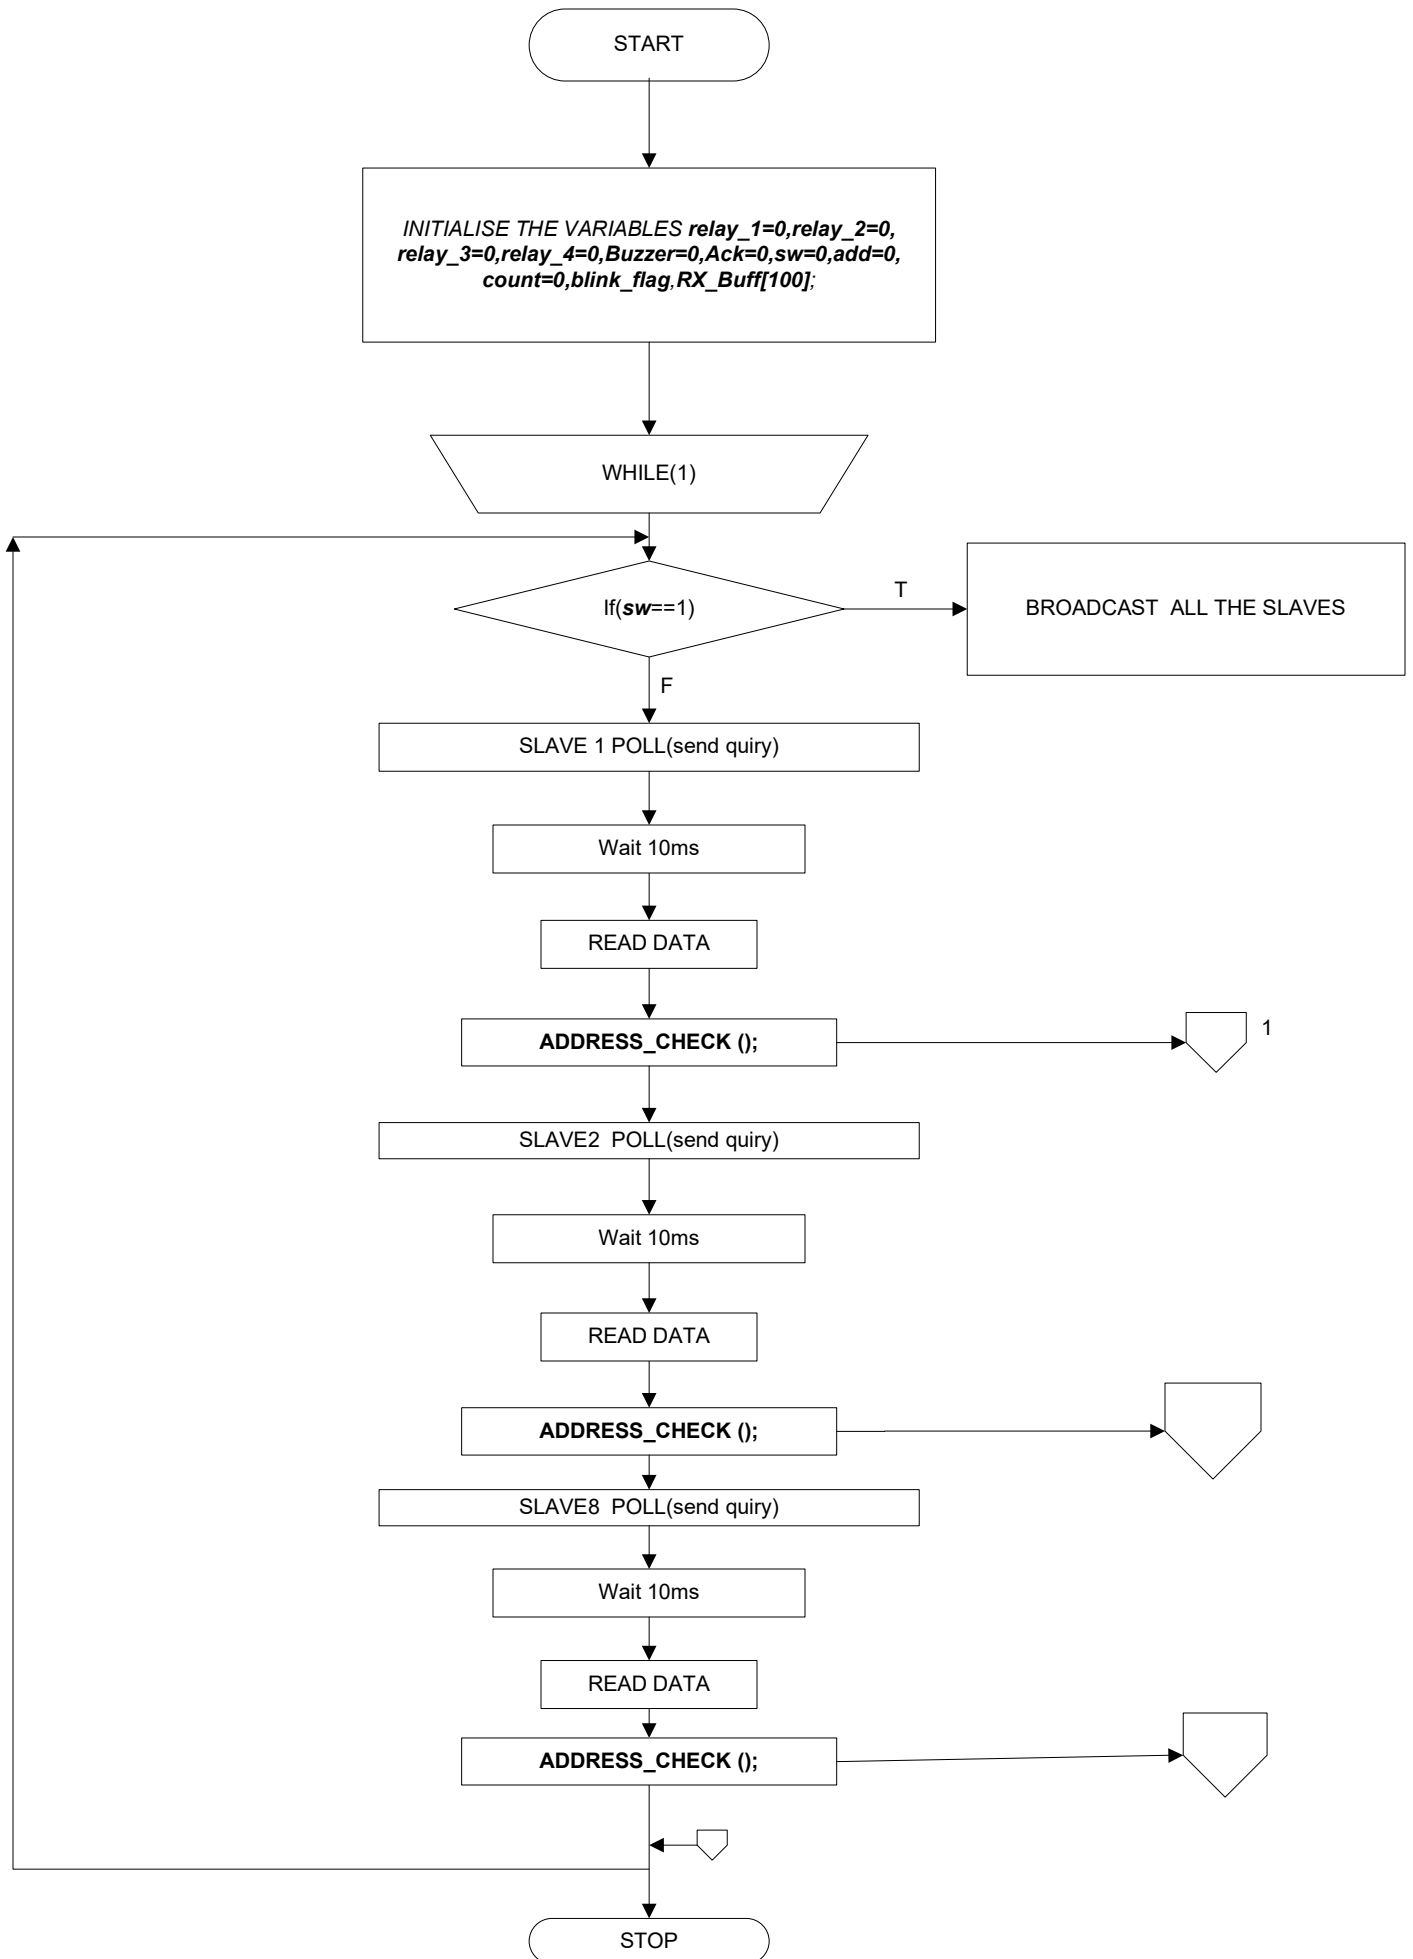 START
INITIALISE THE VARIABLES relay_1=0,relay_2=0,
relay_3=0,relay_4=0,Buzzer=0,Ack=0,sw=0,add=0,
count=0,blink_flag,RX_Buff[100];
WHILE(1)
If(sw==1)
T
BROADCAST  ALL THE SLAVES
F
SLAVE 1 POLL(send quiry)
Wait 10ms
READ DATA
ADDRESS_CHECK ();
1
SLAVE2  POLL(send quiry)
Wait 10ms
READ DATA
ADDRESS_CHECK ();
SLAVE8  POLL(send quiry)
Wait 10ms
READ DATA
ADDRESS_CHECK ();
STOP